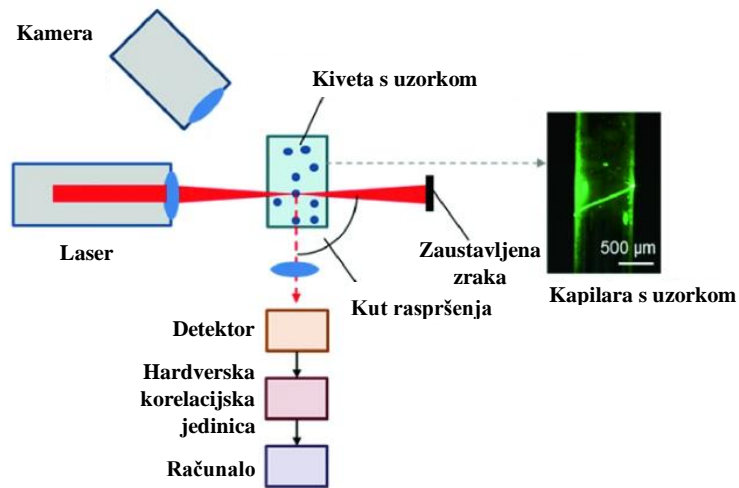 Kamera
Kiveta s uzorkom
Laser
Zaustavljena
zraka
500 µm
Kapilara s uzorkom
Kut raspršenja
Detektor
Hardverska
korelacijska
jedinica
Računalo